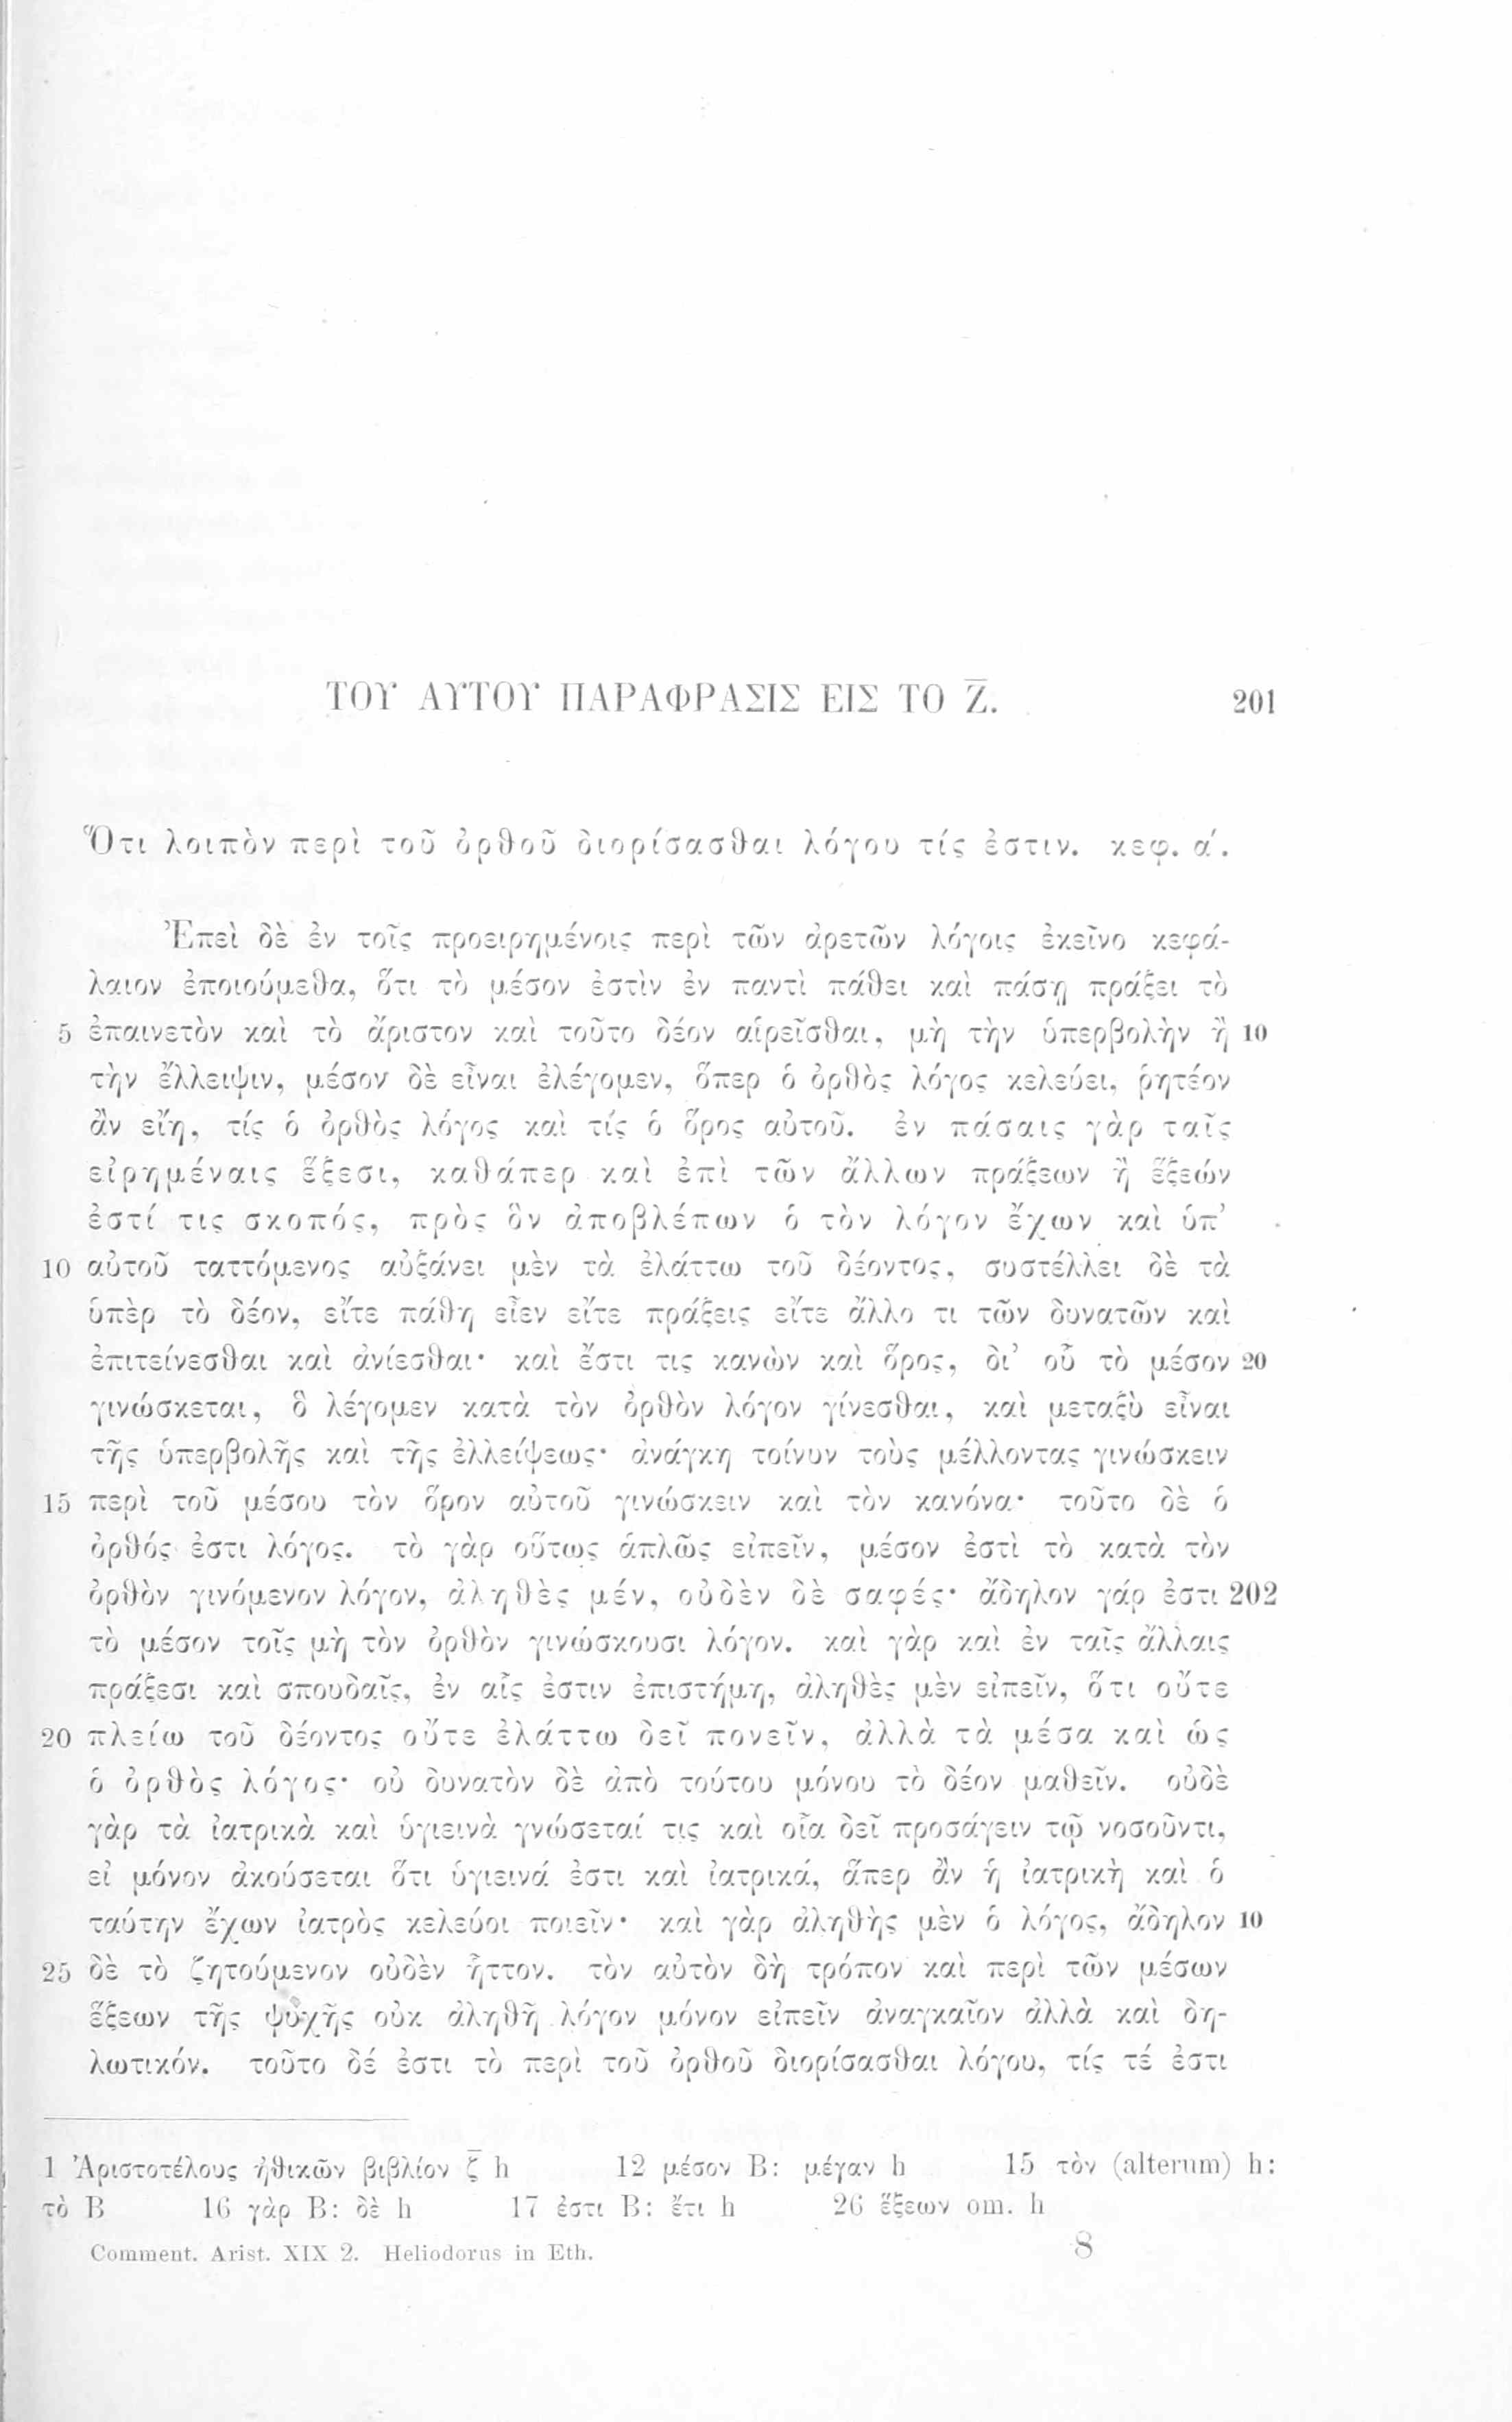 ΤΟΥ ΑΥΤΟΥ ΠΑΡΑΦΡΑΣΙΣ ΕΙΣ ΤΟ Ζ̅. 201
Ὅτι λοιπὸν περὶ τοῦ ὀρθοῦ διορίσασθαι λόγου τίς ἐστιν. κεφ. α΄.
Ἐπεὶ δὲ ἐν τοῖς προειρημένοις περὶ τῶν ἀρετῶν λόγοις ἐκεῖνο κεφά-
λαιον ἐποιούμεθα, ὅτι τὸ μέσον ἐστὶν ἐν παντὶ πάθει καὶ πάσῃ πράξει τὸ
5 ἐπαινετὸν καὶ τὸ ἄριστον καὶ τοῦτο δέον αἱρεῖσθαι, μὴ τὴν ὑπερβολὴν ἢ 10
τὴν ἔλλειψιν, μέσον δὲ εἶναι ἐλέγομεν, ὅπερ ὁ ὀρθὸς λόγος κελεύει, ῥητέον
ἂν εἴη, τίς ὁ ὀρθὸς λόγος καὶ τίς ὁ ὅρος αὐτοῦ. ἐν πάσαις γὰρ ταῖς
εἰρημέναις ἕξεσι, καθάπερ καὶ ἐπὶ τῶν ἄλλων πράξεων ἢ ἕξεών
ἐστί τις σκοπός, πρὸς ὃν ἀποβλέπων ὁ τὸν λόγον ἔχων καὶ ὑπ’
10 αὐτοῦ ταττόμενος αὐξάνει μὲν τὰ ἐλάττω τοῦ δέοντος, συστέλλει δὲ τὰ
ὑπὲρ τὸ δέον, εἴτε πάθη εἶεν εἴτε πράξεις εἴτε ἄλλο τι τῶν δυνατῶν καὶ
ἐπιτείνεσθαι καὶ ἀνίεσθαι· καὶ ἔστι τις κανὼν καὶ ὅρος, δι’ οὗ τὸ μέσον 20
γινώσκεται, ὃ λέγομεν κατὰ τὸν ὀρθὸν λόγον γίνεσθαι, καὶ μεταξὺ εἶναι
τῆς ὑπερβολῆς καὶ τῆς ἐλλείψεως· ἀνάγκη τοίνυν τοὺς μέλλοντας γινώσκειν
15 περὶ τοῦ μέσου τὸν ὅρον αὐτοῦ γινώσκειν καὶ τὸν κανόνα· τοῦτο δὲ ὁ
ὀρθός ἐστι λόγος. τὸ γὰρ οὕτως ἁπλῶς εἰπεῖν, μέσον ἐστὶ τὸ κατὰ τὸν
ὀρθὸν γινόμενον λόγον, ἀληθὲς μέν, οὐδὲν δὲ σαφές· ἄδηλον γάρ ἐστι 202
τὸ μέσον τοῖς μὴ τὸν ὀρθὸν γινώσκουσι λόγον. καὶ γὰρ καὶ ἐν ταῖς ἄλλαις
πράξεσι καὶ σπουδαῖς, ἐν αἷς ἐστιν ἐπιστήμη, ἀληθὲς μὲν εἰπεῖν, ὅτι οὔτε
20 πλείω τοῦ δέοντος οὔτε ἐλάττω δεῖ πονεῖν, ἀλλὰ τὰ μέσα καὶ ὡς
ὁ ὀρθὸς λόγος· οὐ δυνατὸν δὲ ἀπὸ τούτου μόνου τὸ δέον μαθεῖν. οὐδὲ
γὰρ τὰ ἰατρικὰ καὶ ὑγιεινὰ γνώσεταί τις καὶ οἷα δεῖ προσάγειν τῷ νοσοῦντι,
εἰ μόνον ἀκούσεται ὅτι ὑγιεινά ἐστι καὶ ἰατρικά, ἅπερ ἂν ἡ ἰατρικὴ καὶ ὁ
ταύτην ἔχων ἰατρὸς κελεύοι ποιεῖν· καὶ γὰρ ἀληθὴς μὲν ὁ λόγος, ἄδηλον 10
25 δὲ τὸ ζητούμενον οὐδὲν ἧττον. τὸν αὐτὸν δὴ τρόπον καὶ περὶ τῶν μέσων
ἕξεων τῆς ψυχῆς οὐκ ἀληθῆ λόγον μόνον εἰπεῖν ἀναγκαῖον ἀλλὰ καὶ δη-
λωτικόν. τοῦτο δέ ἐστι τὸ περὶ τοῦ ὀρθοῦ διορίσασθαι λόγου, τίς τέ ἐστι
1 Ἀριστοτέλους ἠθικῶν βιβλίον ζ̅ h 12 μέσον B: μέγαν h 15 τὸν (alterum) h:
τὸ B 16 γὰρ B: δὲ h 17 ἐστι B: ἔτι h 26 ἕξεων om. h
Comment. Arist. XIX 2. Heliodorus in Eth. 8